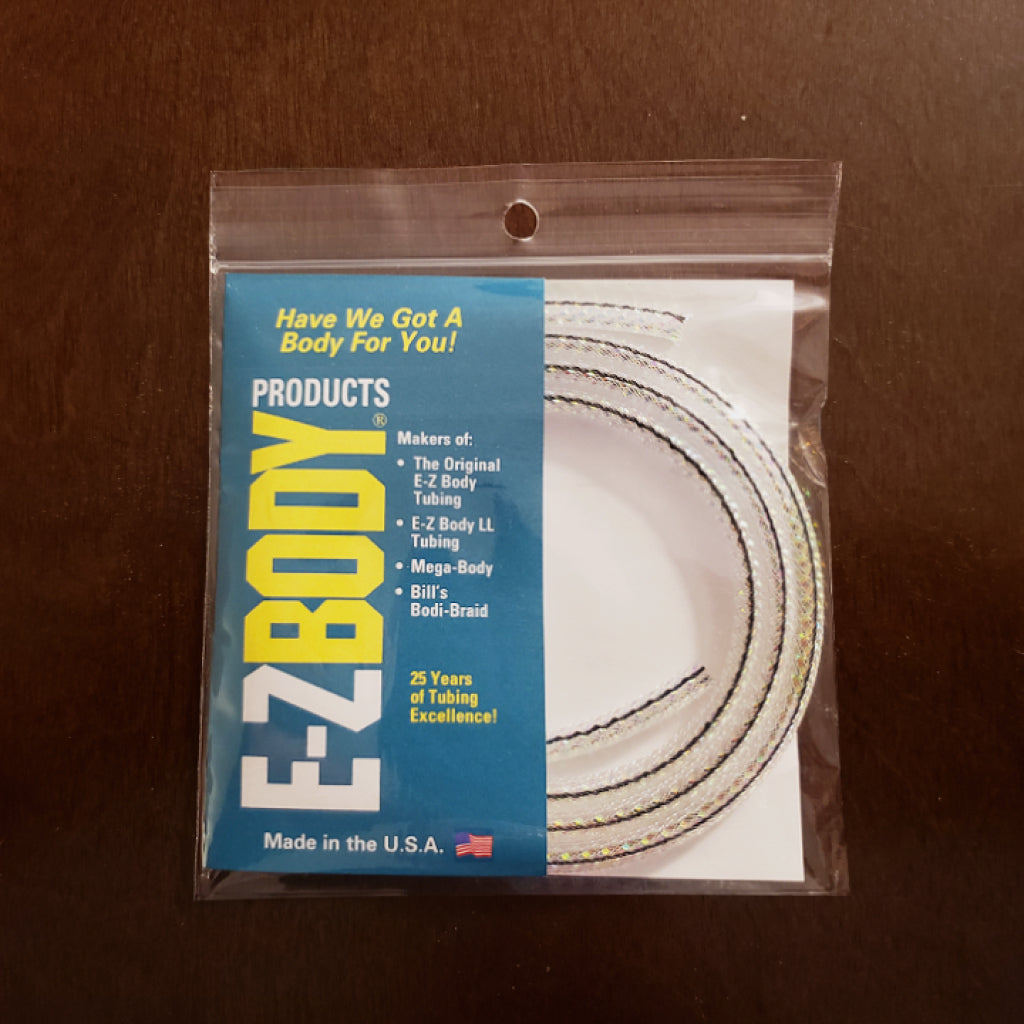 Have We Got A
Body For You!
PRODUCTS
E-Z BODY®
Makers of:
• The Original
E-Z Body
Tubing
• E-Z Body LL
Tubing
• Mega-Body
• Bill's
Bodi-Braid
25 Years
of Tubing
Excellence!
Made in the U.S.A.